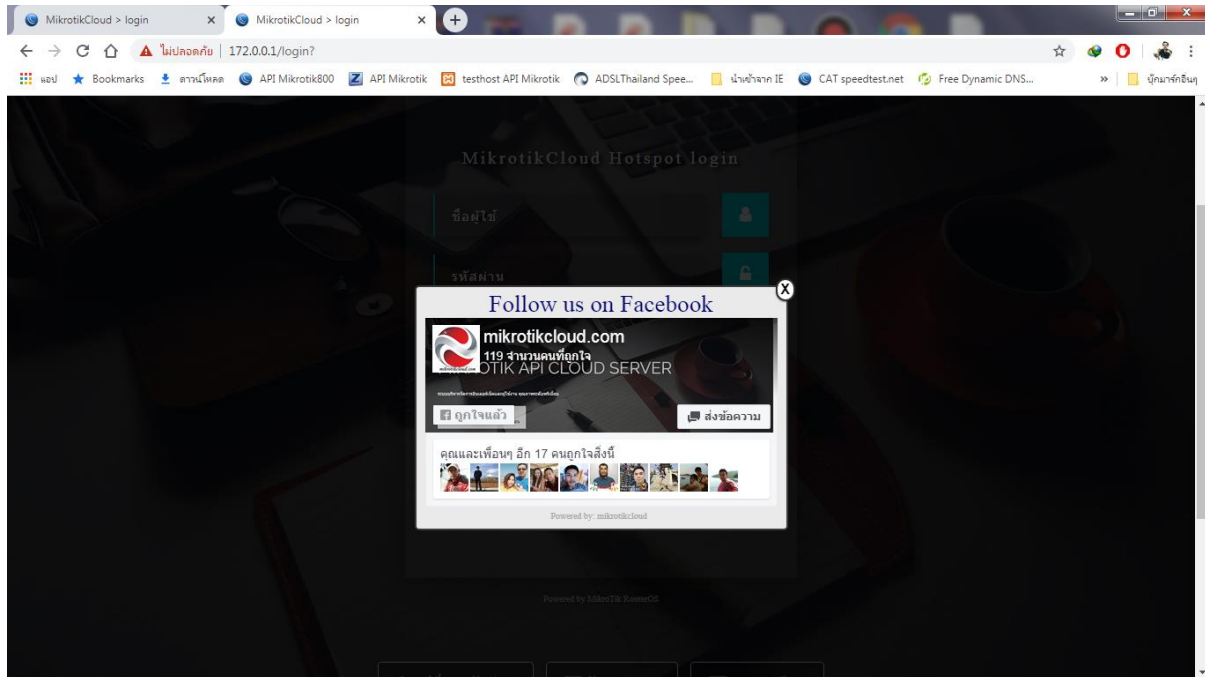 MikrotikCloud > login
MikrotikCloud > login
ไม่ปลอดภัย | 172.0.0.1/login?
แอป
Bookmarks
ดาวน์โหลด
API Mikrotik800
API Mikrotik
testhost API Mikrotik
ADSLThailand Spee...
นำเข้าจาก IE
CAT speedtest.net
Free Dynamic DNS...
»
บุ๊กมาร์กอื่นๆ
MikrotikCloud Hotspot login
ชื่อผู้ใช้
รหัสผ่าน
X
Follow us on Facebook
mikrotikcloud.com
119 จำนวนคนที่ถูกใจ
OTIK API CLOUD SERVER
ถูกใจแล้ว
ส่งข้อความ
คุณและเพื่อนๆ อีก 17 คนถูกใจสิ่งนี้
Powered by: mikrotikcloud
Powered by MikroTik RouterOS